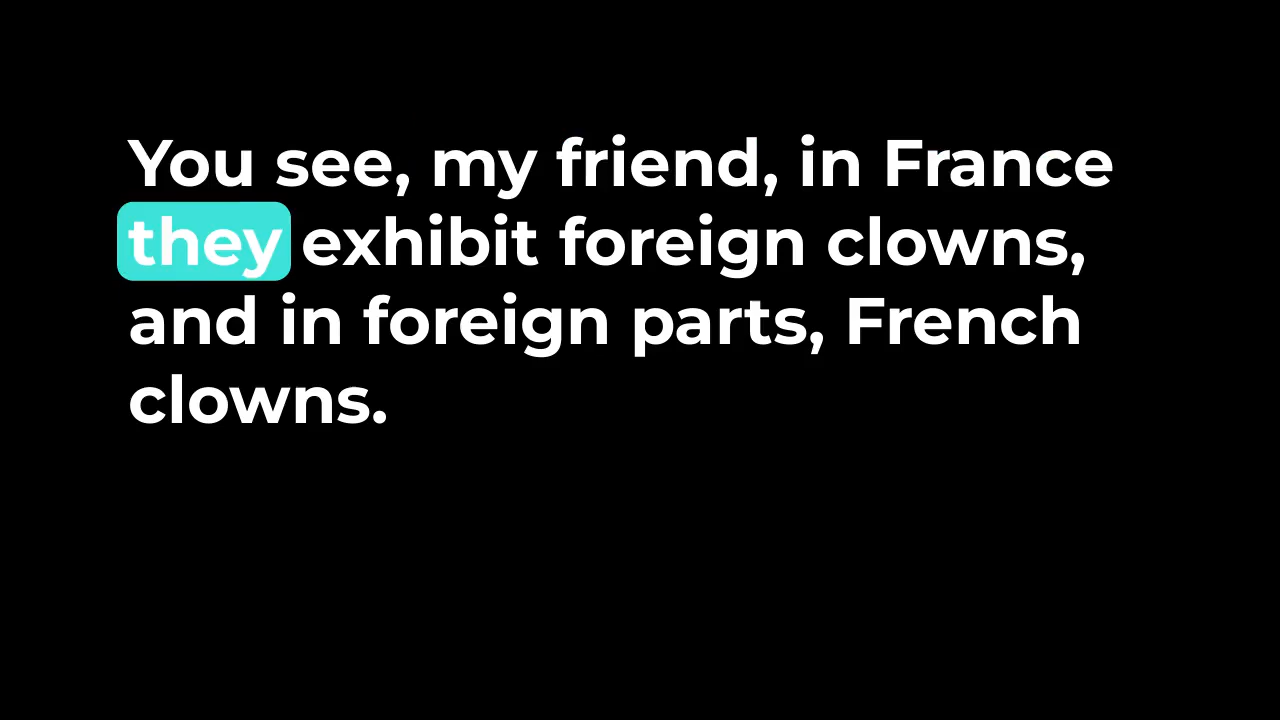 You see, my friend, in France
they exhibit foreign clowns,
and in foreign parts, French
clowns.